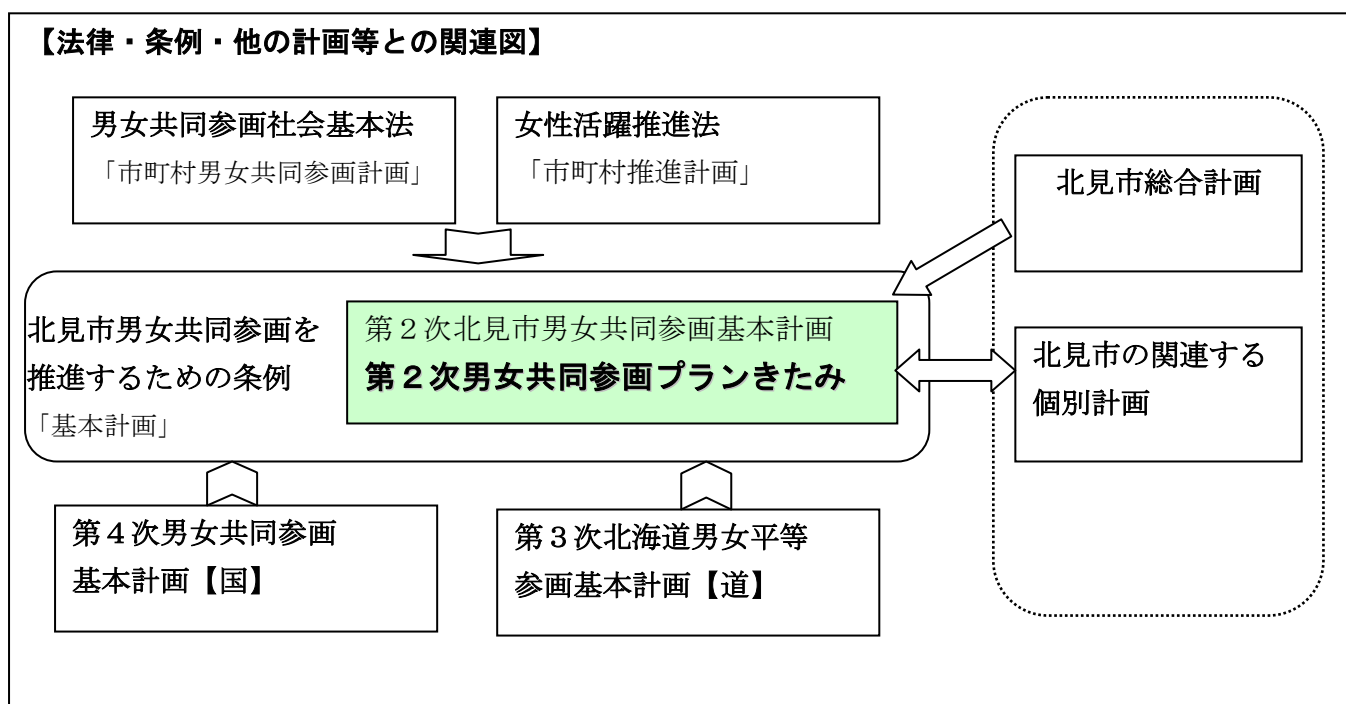 【法律・条例・他の計画等との関連図】
男女共同参画社会基本法
「市町村男女共同参画計画」
女性活躍推進法
「市町村推進計画」
北見市総合計画
北見市男女共同参画を
推進するための条例
「基本計画」
第２次北見市男女共同参画基本計画
第２次男女共同参画プランきたみ
北見市の関連する
個別計画
第４次男女共同参画
基本計画【国】
第３次北海道男女平等
参画基本計画【道】